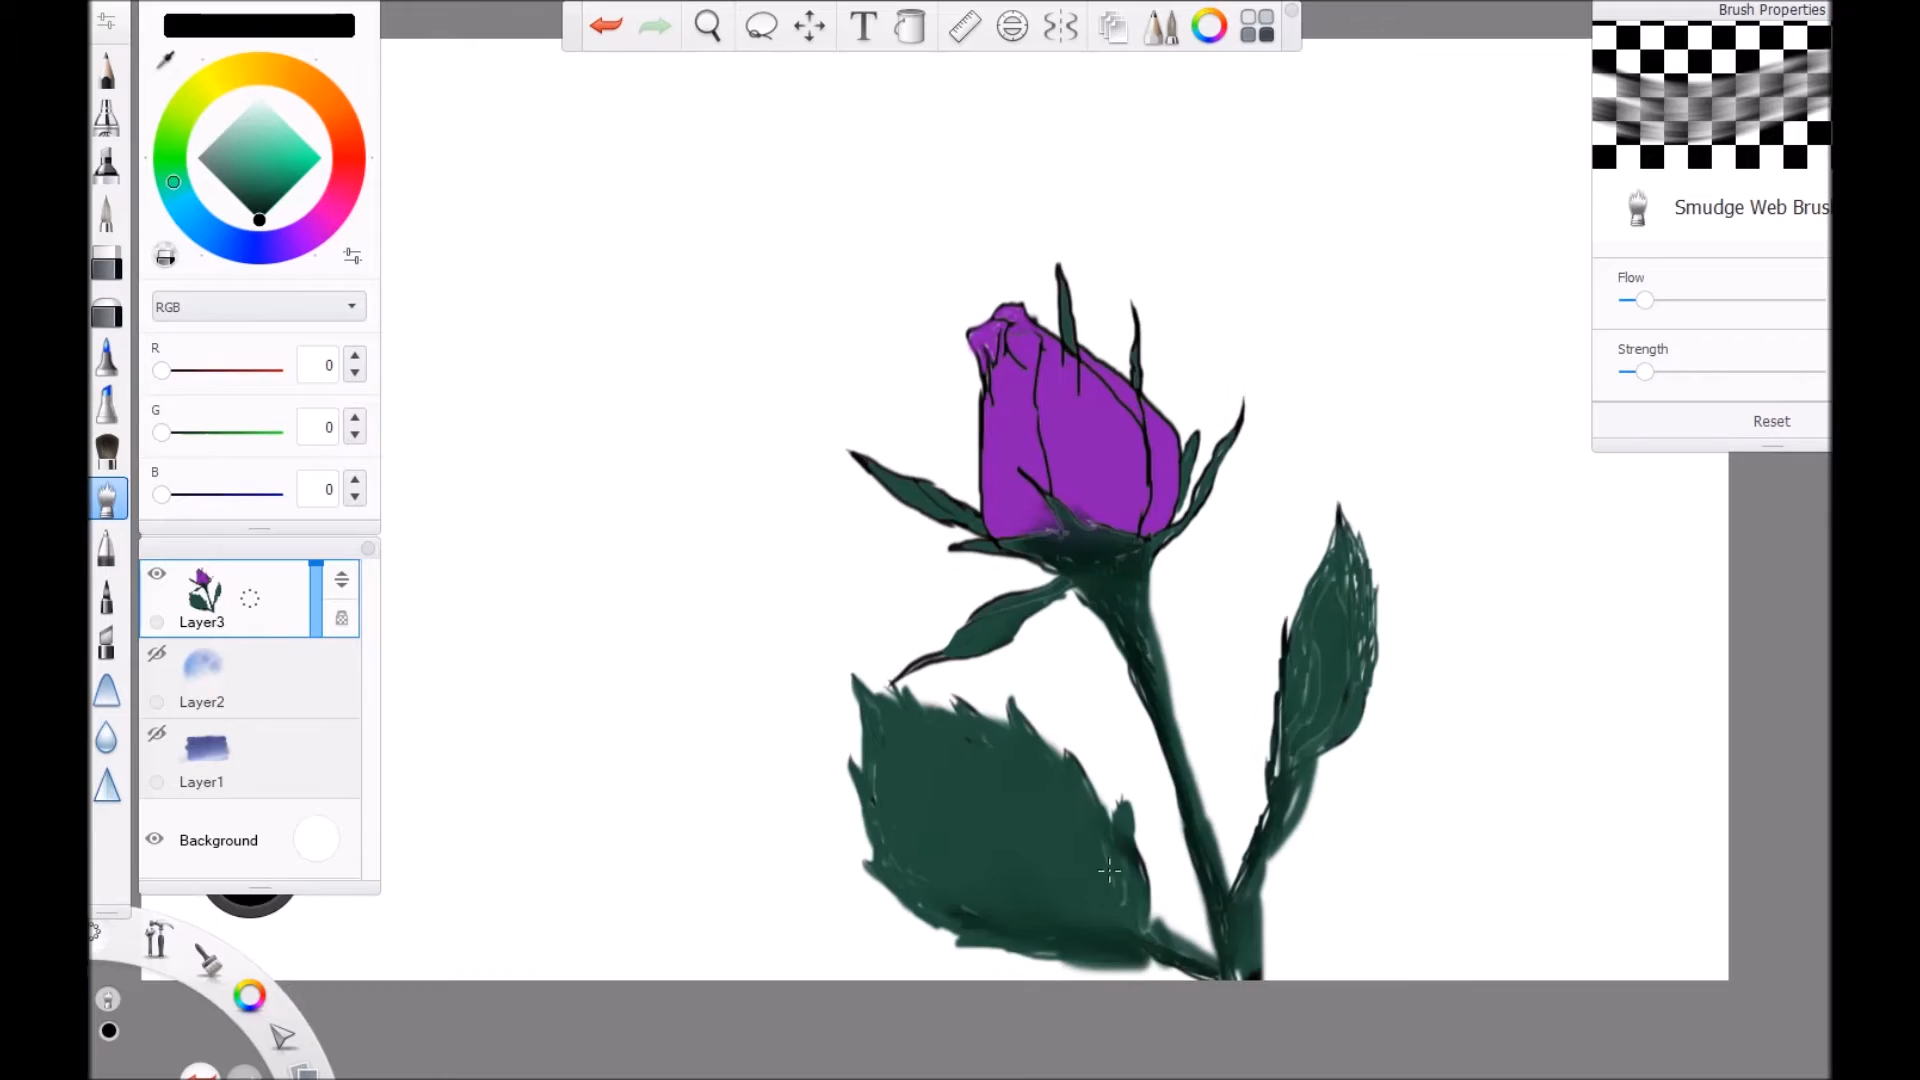 Brush Properties
Smudge Web Brus
Flow
Strength
Reset
RGB
R
0
G
0
B
0
Layer3
Layer2
Layer1
Background